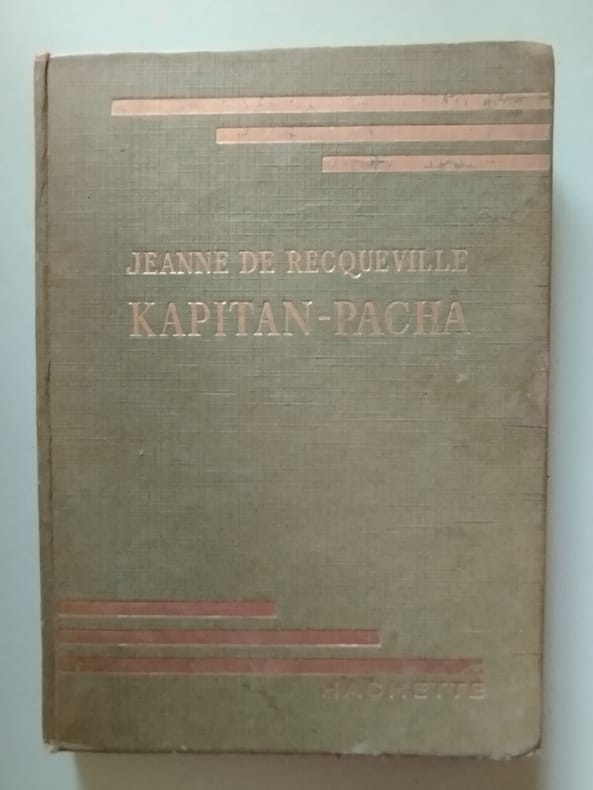 JEANNE DE RECQUEVILLE
KAPITAN-PACHA
HACHETTE